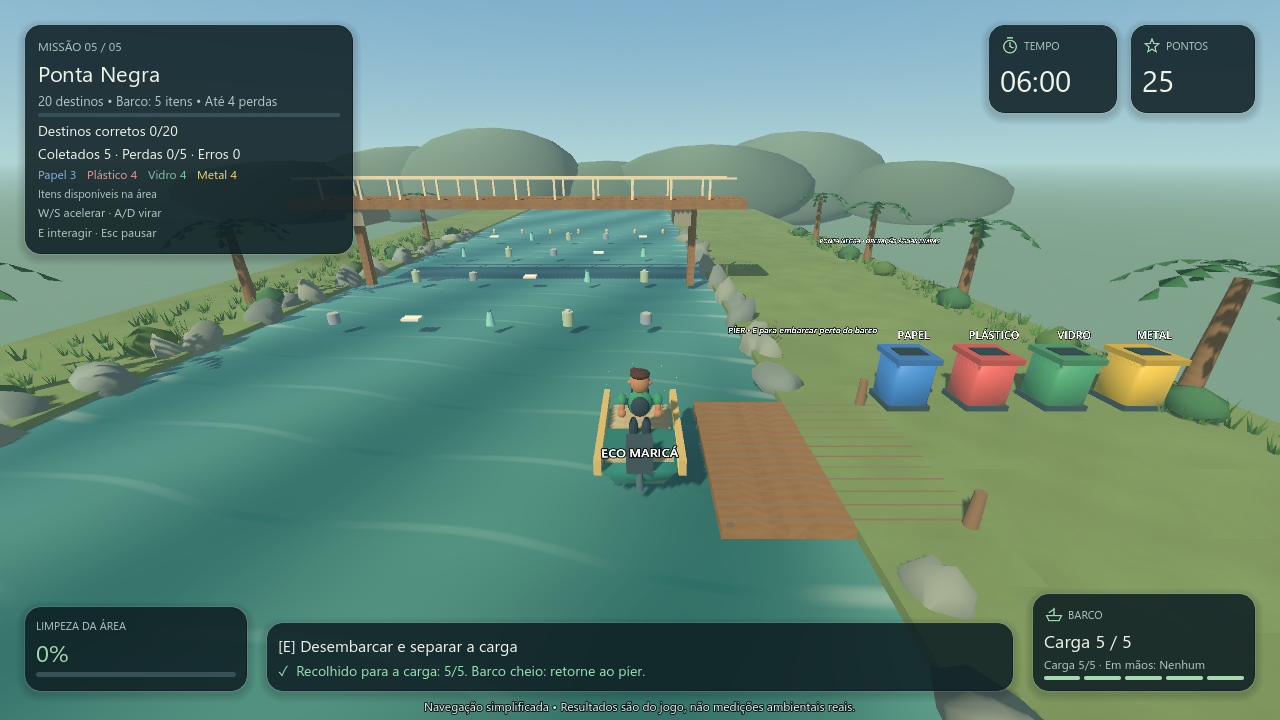 MISSÃO 05 / 05
Ponta Negra
20 destinos • Barco: 5 itens • Até 4 perdas
Destinos corretos 0/20
Coletados 5 · Perdas 0/5 · Erros 0
Papel 3 Plástico 4 Vidro 4 Metal 4
Itens disponíveis na área
W/S acelerar · A/D virar
E interagir · Esc pausar
TEMPO
06:00
PONTOS
25
PÍER • E para embarcar perto do barco
PAPEL
PLÁSTICO
VIDRO
METAL
ECO MARICÁ
LIMPEZA DA ÁREA
0%
[E] Desembarcar e separar a carga
✓ Recolhido para a carga: 5/5. Barco cheio: retorne ao píer.
BARCO
Carga 5 / 5
Carga 5/5 · Em mãos: Nenhum
Navegação simplificada • Resultados são do jogo, não medições ambientais reais.